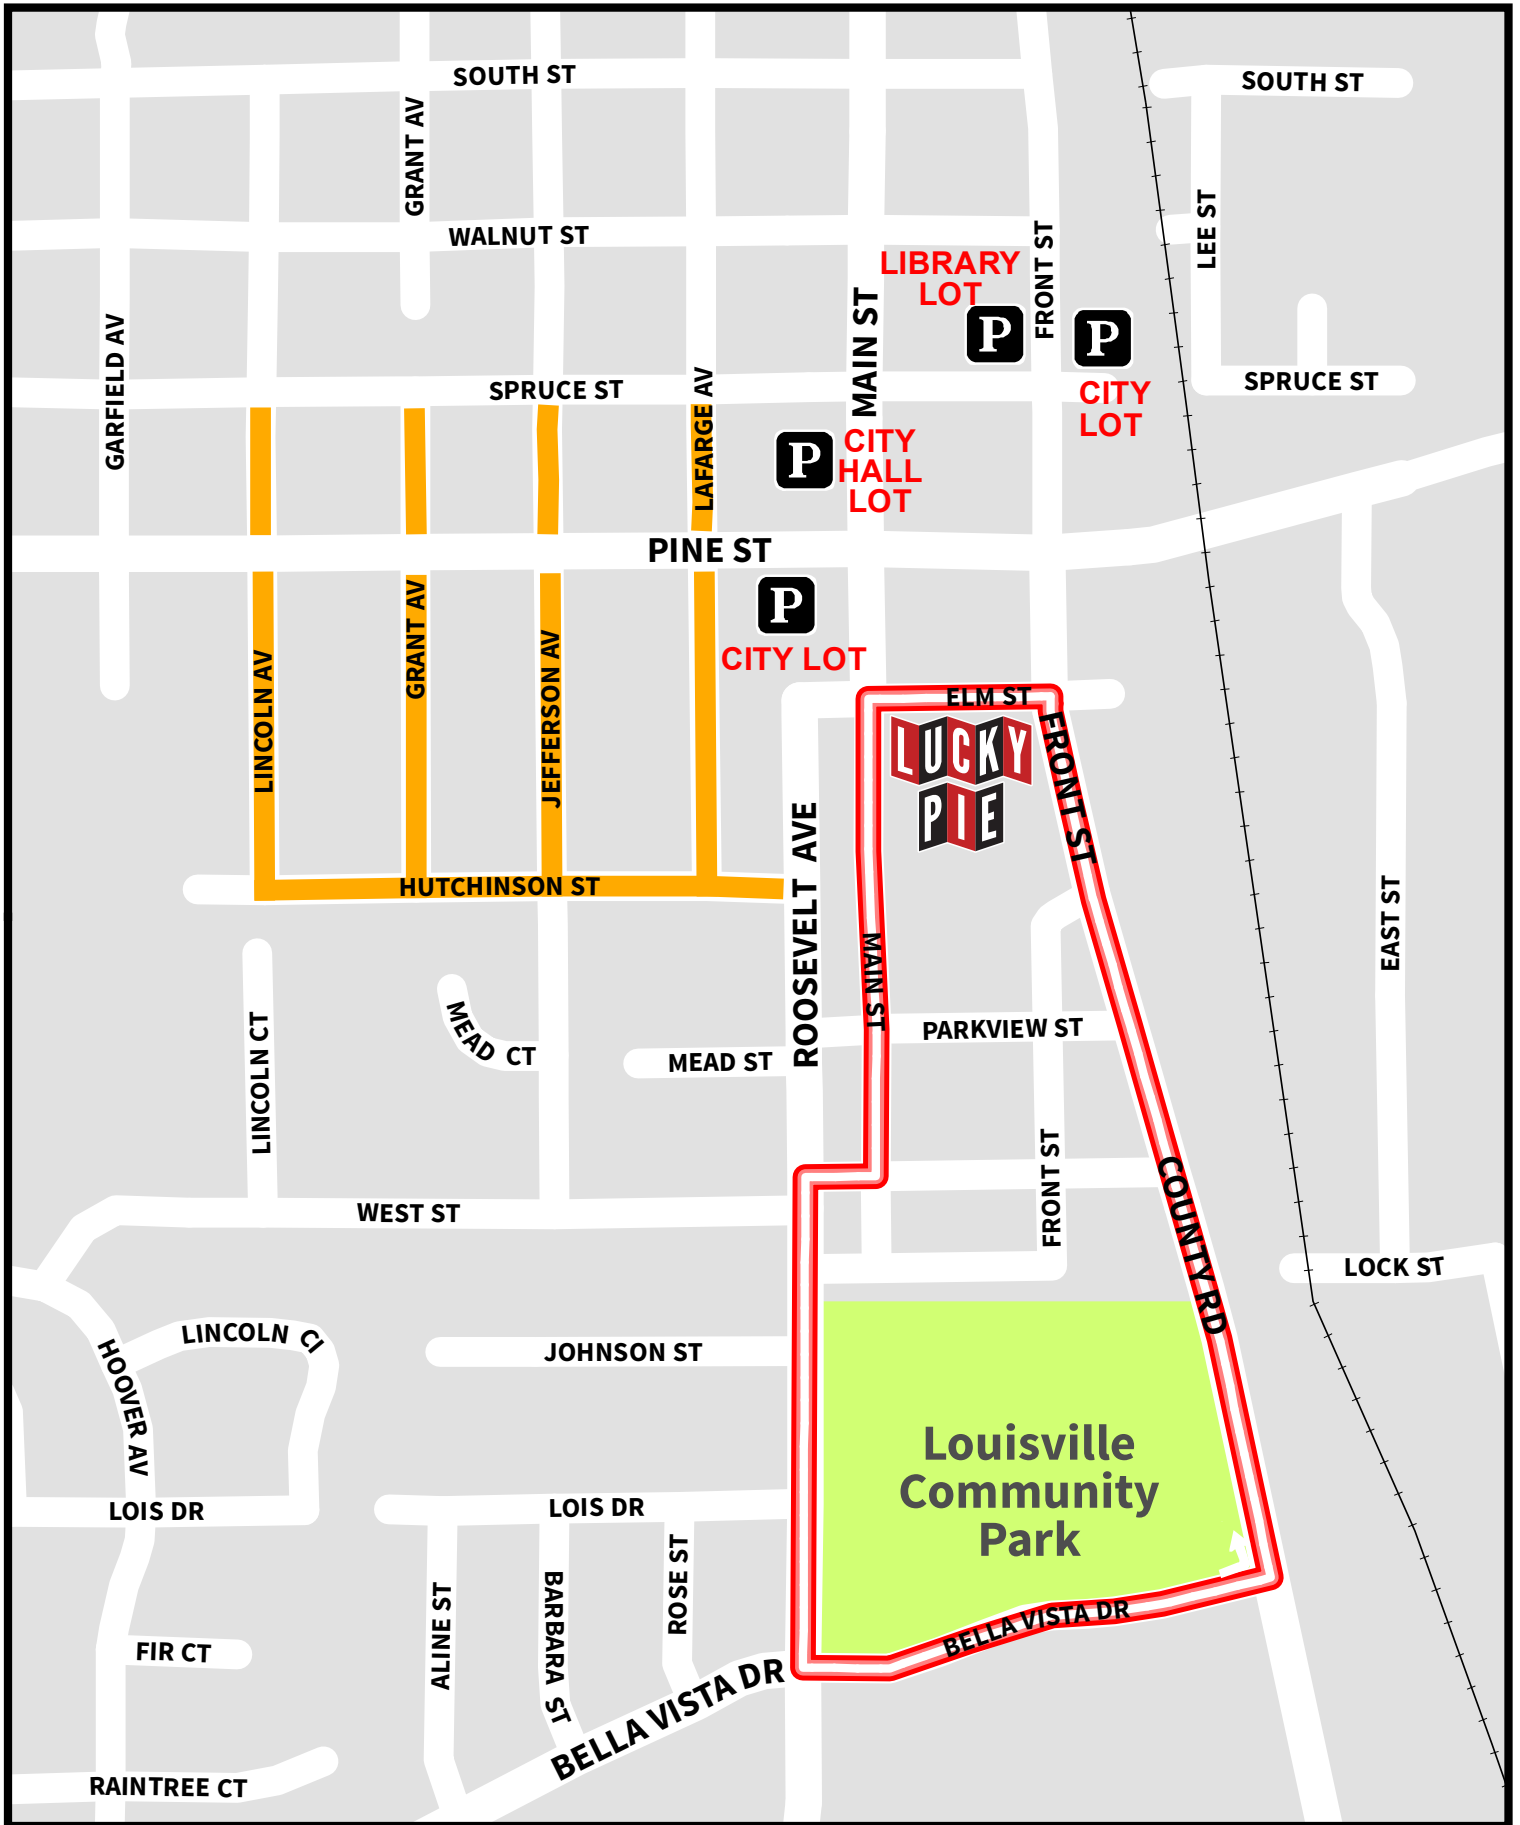 SOUTH ST
SOUTH ST
GRANT AV
WALNUT ST
LEE ST
FRONT ST
LIBRARY
LOT
P
P
MAIN ST
GARFIELD AV
SPRUCE ST
LAFARGE AV
SPRUCE ST
CITY
LOT
P
CITY
HALL
LOT
PINE ST
P
CITY LOT
LINCOLN AV
GRANT AV
JEFFERSON AV
ELM ST
LUCKY
PIE
FRONT ST
HUTCHINSON ST
ROOSEVELT AVE
MAIN ST
EAST ST
LINCOLN CT
MEAD CT
MEAD ST
PARKVIEW ST
FRONT ST
COUNTY RD
WEST ST
LOCK ST
LINCOLN CI
HOOVER AV
JOHNSON ST
Louisville
Community
Park
LOIS DR
LOIS DR
ROSE ST
ALINE ST
BARBARA ST
BELLA VISTA DR
FIR CT
BELLA VISTA DR
RAINTREE CT